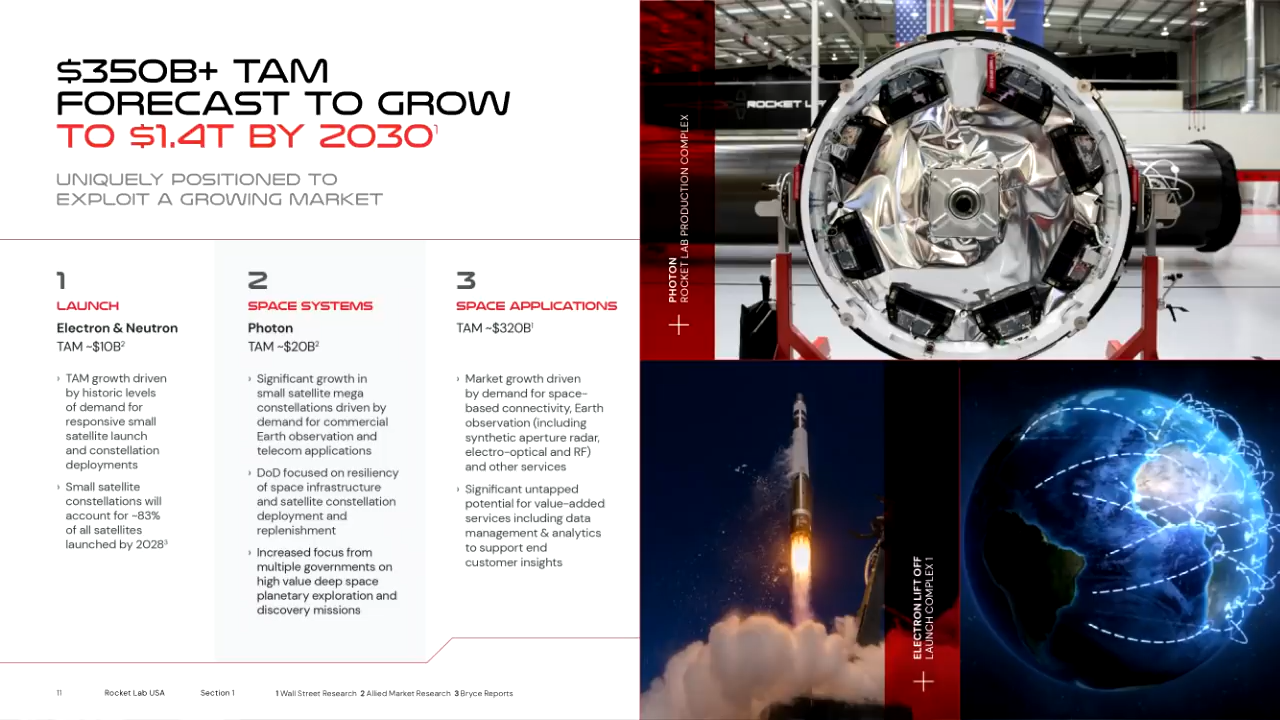 $350B+ TAM
FORECAST TO GROW
TO $1.4T BY 2030¹
UNIQUELY POSITIONED TO
EXPLOIT A GROWING MARKET
1
LAUNCH
Electron & Neutron
TAM ~$10B²
› TAM growth driven
by historic levels
of demand for
responsive small
satellite launch
and constellation
deployments
› Small satellite
constellations will
account for ~83%
of all satellites
launched by 2028³
2
SPACE SYSTEMS
Photon
TAM ~$20B²
› Significant growth in
small satellite mega
constellations driven by
demand for commercial
Earth observation and
telecom applications
› DoD focused on resiliency
of space infrastructure
and satellite constellation
deployment and
replenishment
› Increased focus from
multiple governments on
high value deep space
planetary exploration and
discovery missions
3
SPACE APPLICATIONS
TAM ~$320B¹
› Market growth driven
by demand for space-
based connectivity, Earth
observation (including
synthetic aperture radar,
electro-optical and RF)
and other services
› Significant untapped
potential for value-added
services including data
management & analytics
to support end
customer insights
PHOTON
ROCKET LAB PRODUCTION COMPLEX
ROCKET LA
ELECTRON LIFT OFF
LAUNCH COMPLEX 1
11 Rocket Lab USA Section 1 1 Wall Street Research 2 Allied Market Research 3 Bryce Reports